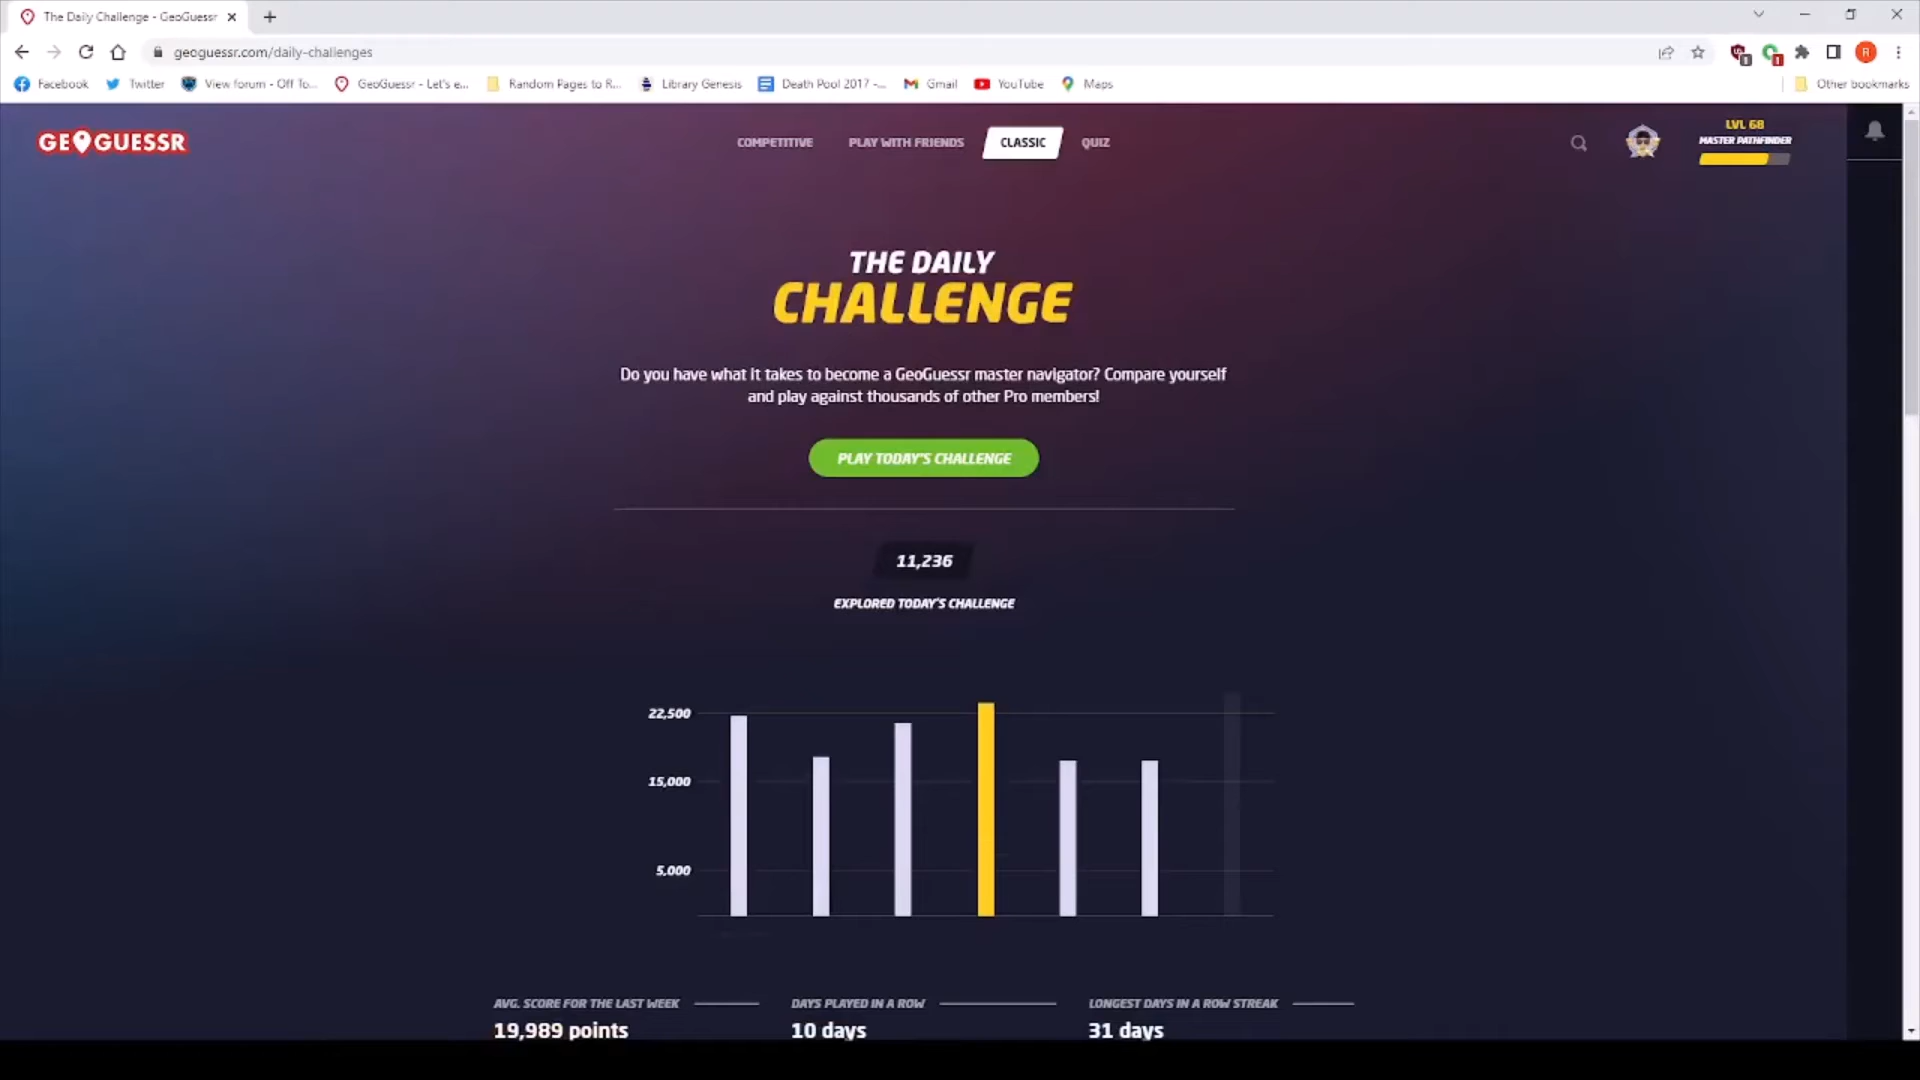 The Daily Challenge - GeoGuessr
geoguessr.com/daily-challenges
Facebook
Twitter
View forum - Off To...
GeoGuessr - Let's e...
Random Pages to R...
Library Genesis
Death Pool 2017 -...
Gmail
YouTube
Maps
Other bookmarks
GEOGUESSR
COMPETITIVE
PLAY WITH FRIENDS
CLASSIC
QUIZ
LVL 68
MASTER PATHFINDER
THE DAILY
CHALLENGE
Do you have what it takes to become a GeoGuessr master navigator? Compare yourself
and play against thousands of other Pro members!
PLAY TODAY'S CHALLENGE
11,236
EXPLORED TODAY'S CHALLENGE
22,500
15,000
5,000
AVG. SCORE FOR THE LAST WEEK
19,989 points
DAYS PLAYED IN A ROW
10 days
LONGEST DAYS IN A ROW STREAK
31 days